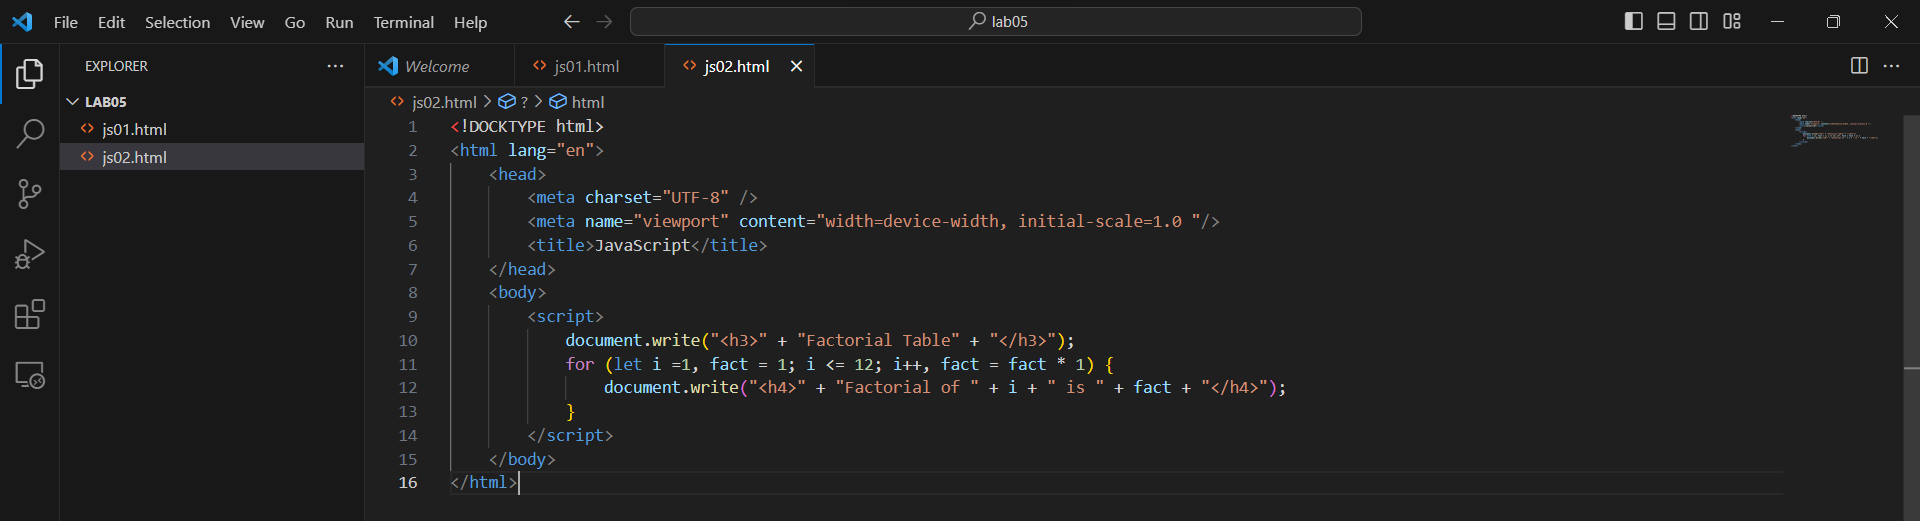 File Edit Selection View Go Run Terminal Help lab05
EXPLORER
LAB05
js01.html
js02.html
Welcome js01.html js02.html
js02.html > ? > html
1 <!DOCKTYPE html>
2 <html lang="en">
3 <head>
4 <meta charset="UTF-8" />
5 <meta name="viewport" content="width=device-width, initial-scale=1.0 "/>
6 <title>JavaScript</title>
7 </head>
8 <body>
9 <script>
10 document.write("<h3>" + "Factorial Table" + "</h3>");
11 for (let i =1, fact = 1; i <= 12; i++, fact = fact * 1) {
12 document.write("<h4>" + "Factorial of " + i + " is " + fact + "</h4>");
13 }
14 </script>
15 </body>
16 </html>